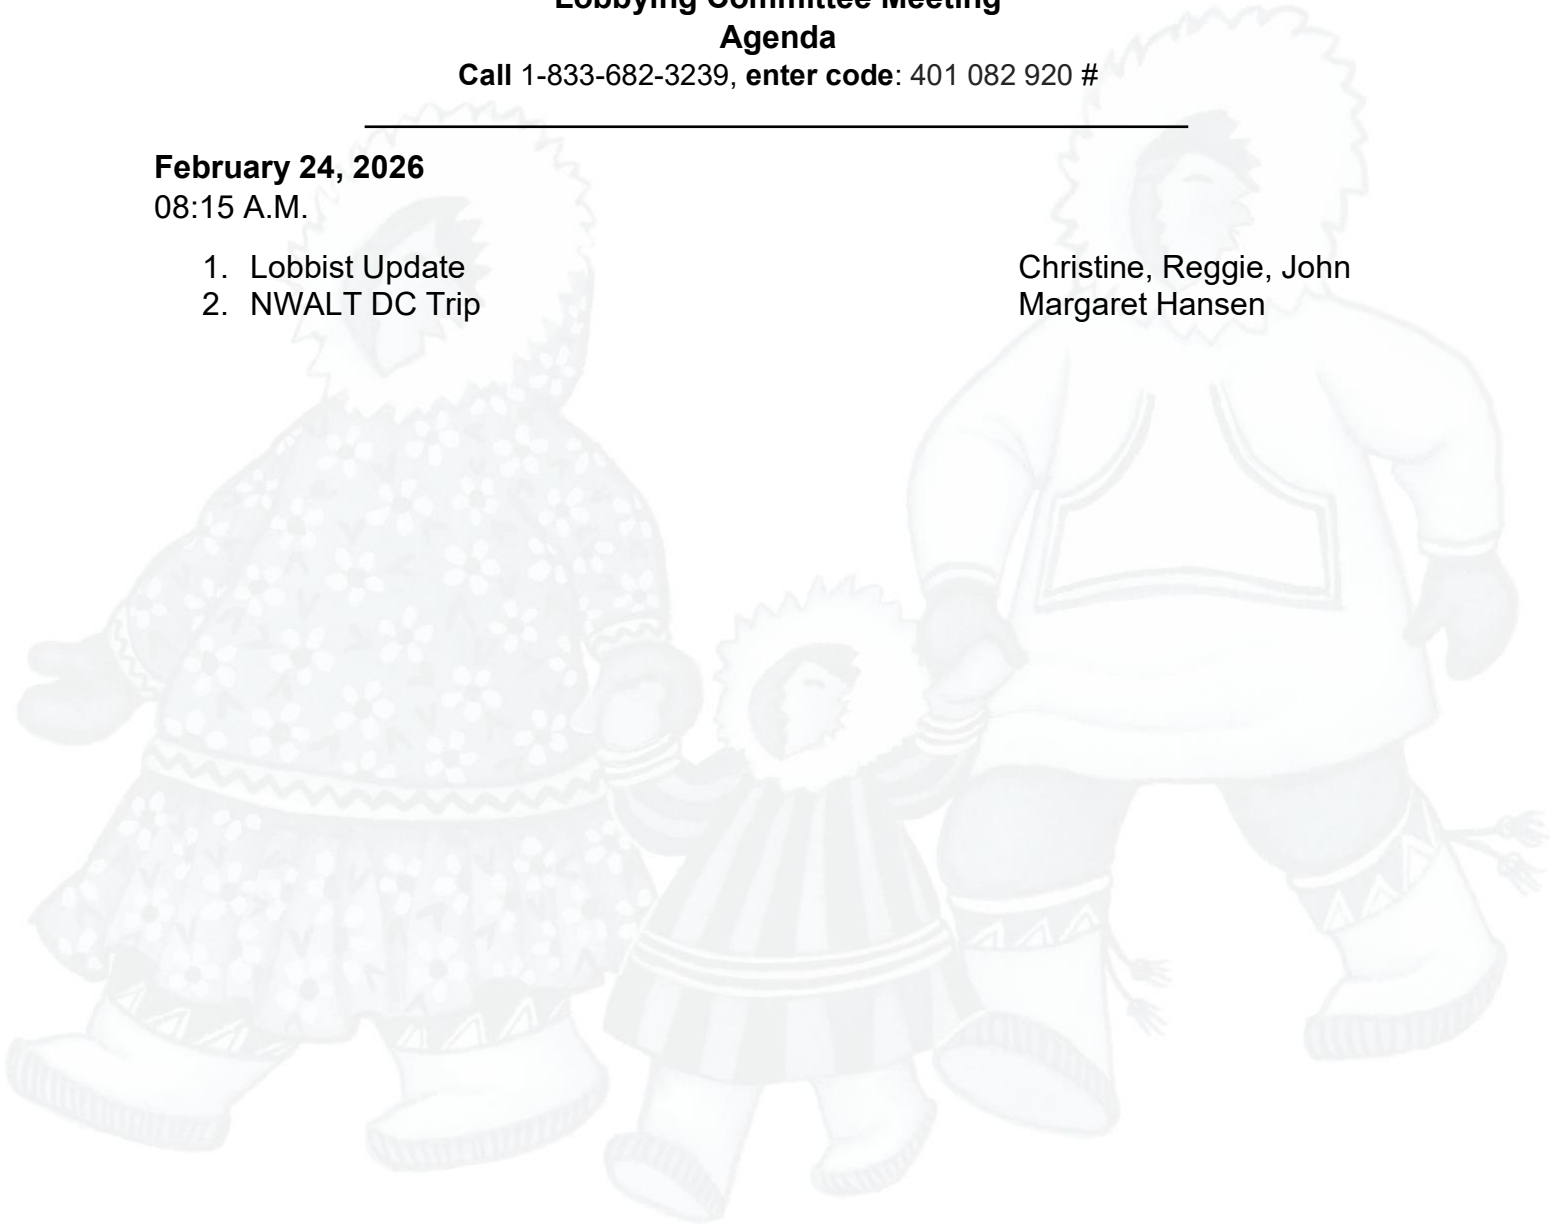 Lobbying Committee Meeting
Agenda
Call 1-833-682-3239, enter code: 401 082 920 #
February 24, 2026
08:15 A.M.
1. Lobbist Update Christine, Reggie, John
2. NWALT DC Trip Margaret Hansen